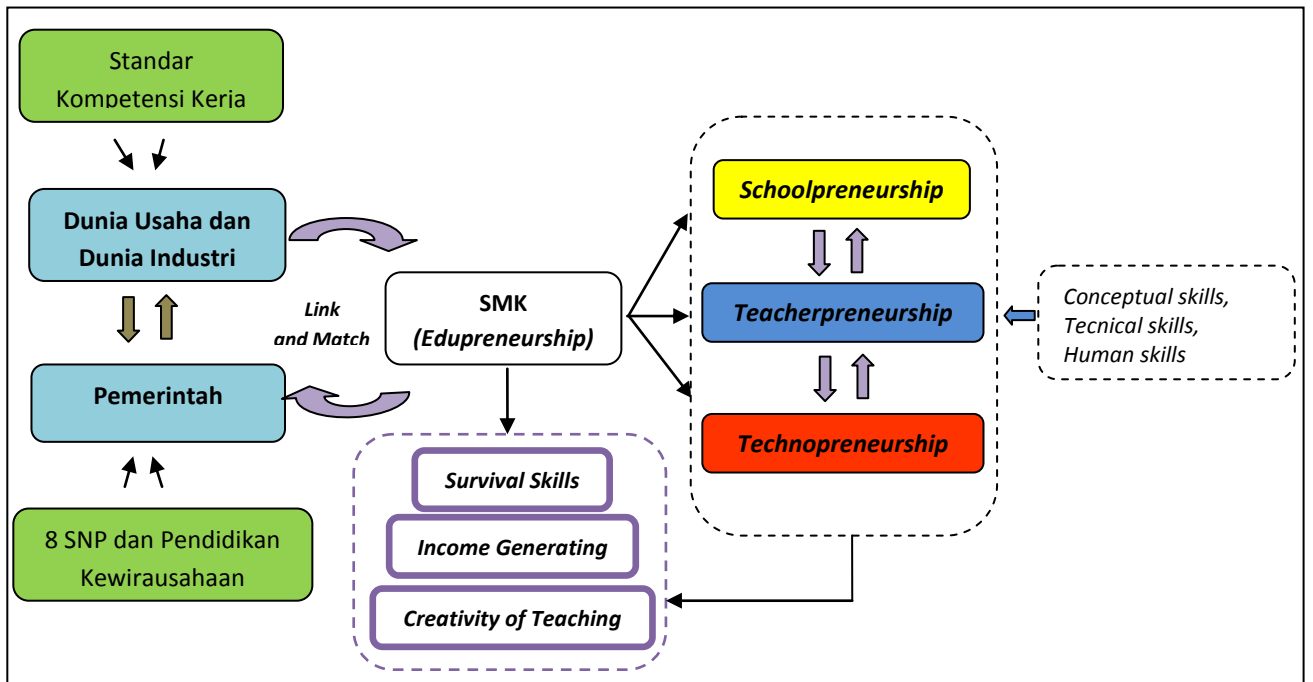 Standar
Kompetensi Kerja
Dunia Usaha dan
Dunia Industri
Link
and Match
Pemerintah
8 SNP dan Pendidikan
Kewirausahaan
SMK
(Edupreneurship)
Survival Skills
Income Generating
Creativity of Teaching
Schoolpreneurship
Teacherpreneurship
Technopreneurship
Conceptual skills,
Tecnical skills,
Human skills